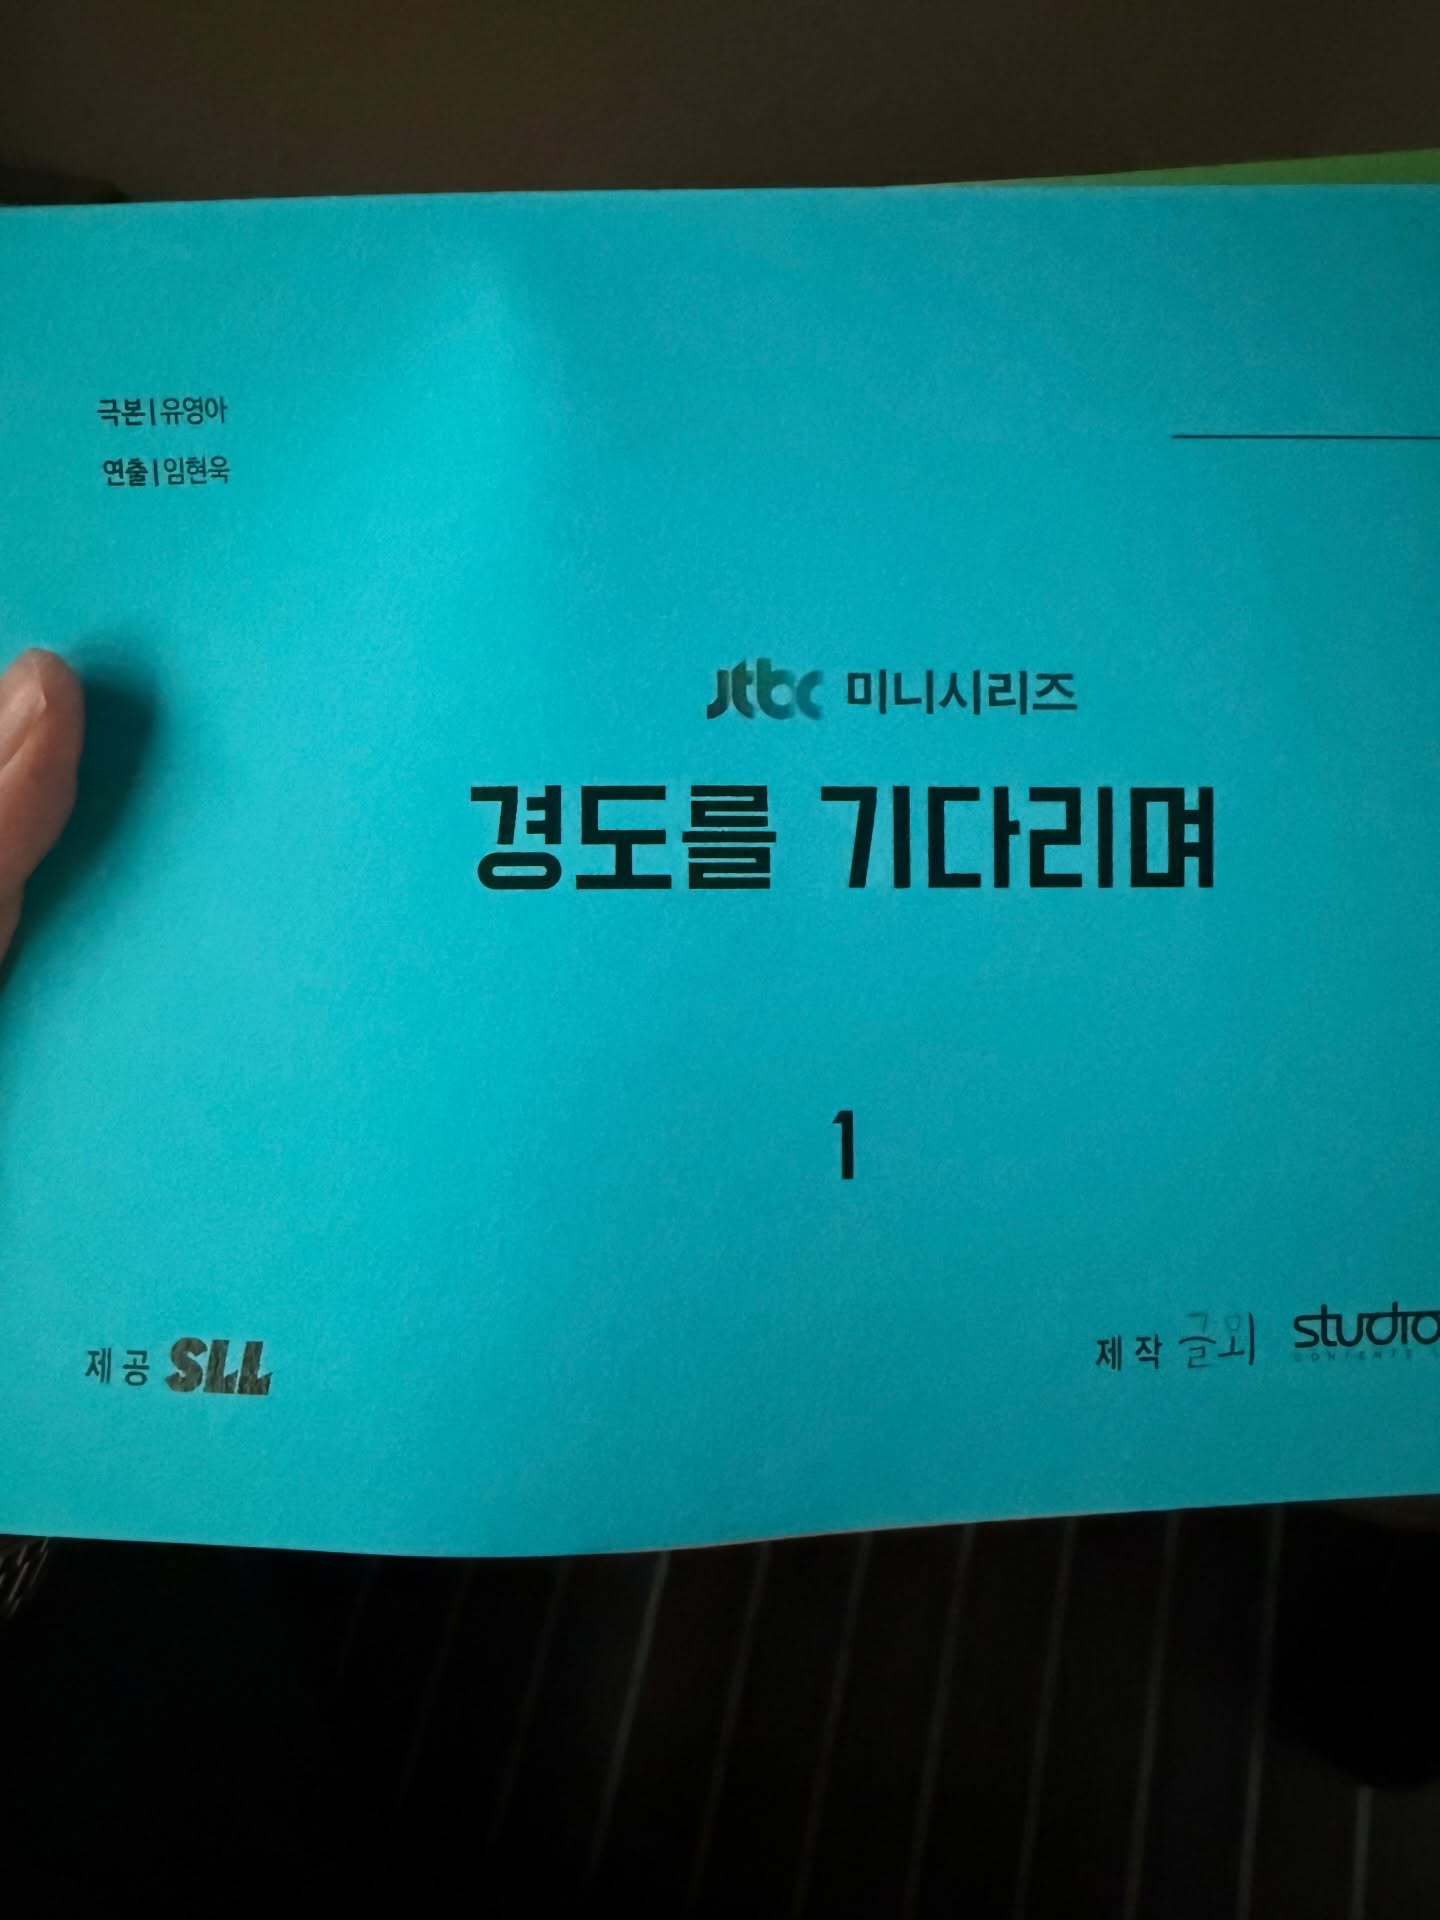 극본 | 유영아
연출 | 임현욱
Jtbc 미니시리즈
경도를 기다리며
1
제공 SLL
제작 글뫼 studio